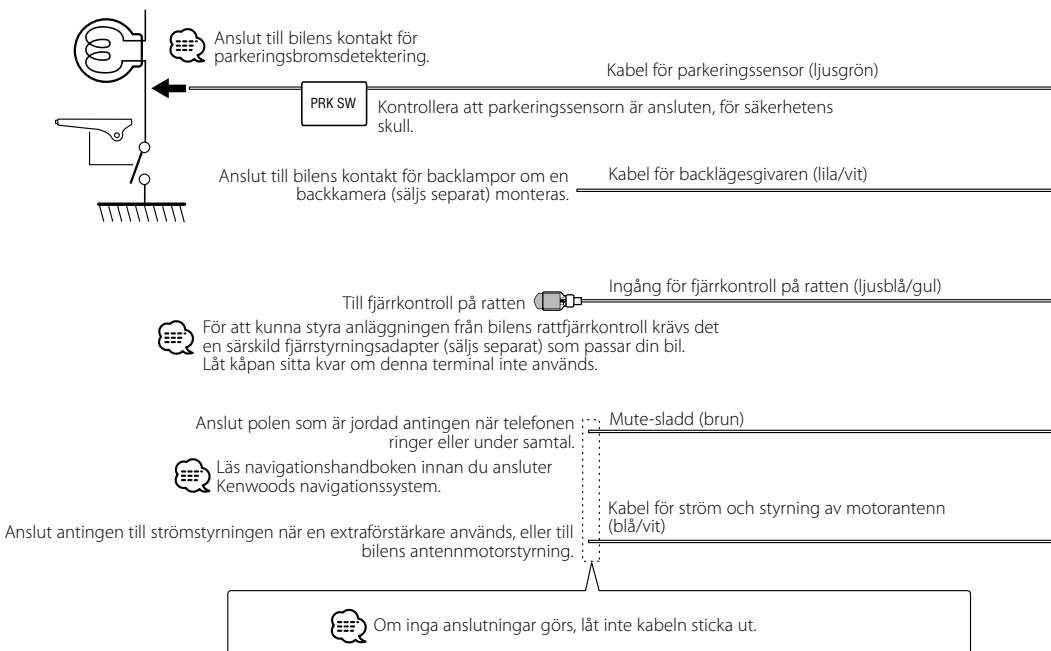 Anslut till bilens kontakt för
parkeringsbromsdetektering.
Kabel för parkeringssensor (ljusgrön)
PRK SW
Kontrollera att parkeringssensorn är ansluten, för säkerhetens
skull.
Anslut till bilens kontakt för backlampor om en
backkamera (säljs separat) monteras.
Kabel för backlägesgivaren (lila/vit)
Ingång för fjärrkontroll på ratten (ljusblå/gul)
Till fjärrkontroll på ratten
För att kunna styra anläggningen från bilens rattfjärrkontroll krävs det
en särskild fjärrstyrningsadapter (säljs separat) som passar din bil.
Låt kåpan sitta kvar om denna terminal inte används.
Anslut polen som är jordad antingen när telefonen
ringer eller under samtal.
Mute-sladd (brun)
Läs navigationshandboken innan du ansluter
Kenwoods navigationssystem.
Kabel för ström och styrning av motorantenn
(blå/vit)
Anslut antingen till strömstyrningen när en extraförstärkare används, eller till
bilens antennmotorstyrning.
Om inga anslutningar görs, låt inte kabeln sticka ut.